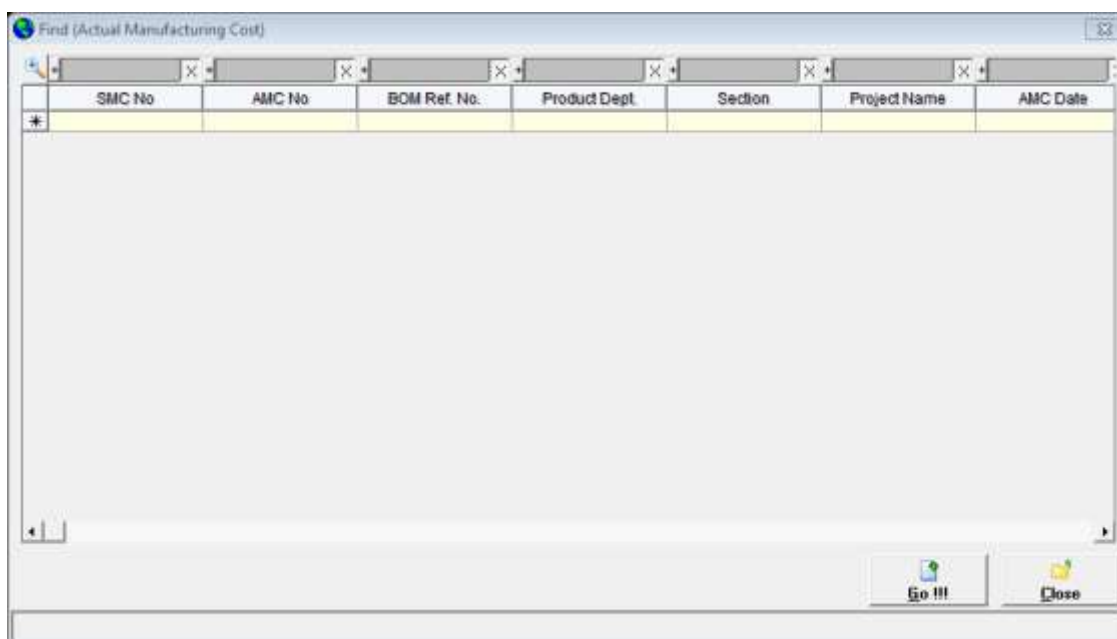 Find (Actual Manufacturing Cost)
SMC No AMC No BOM Ref. No. Product Dept. Section Project Name AMC Date
Go !!! Close